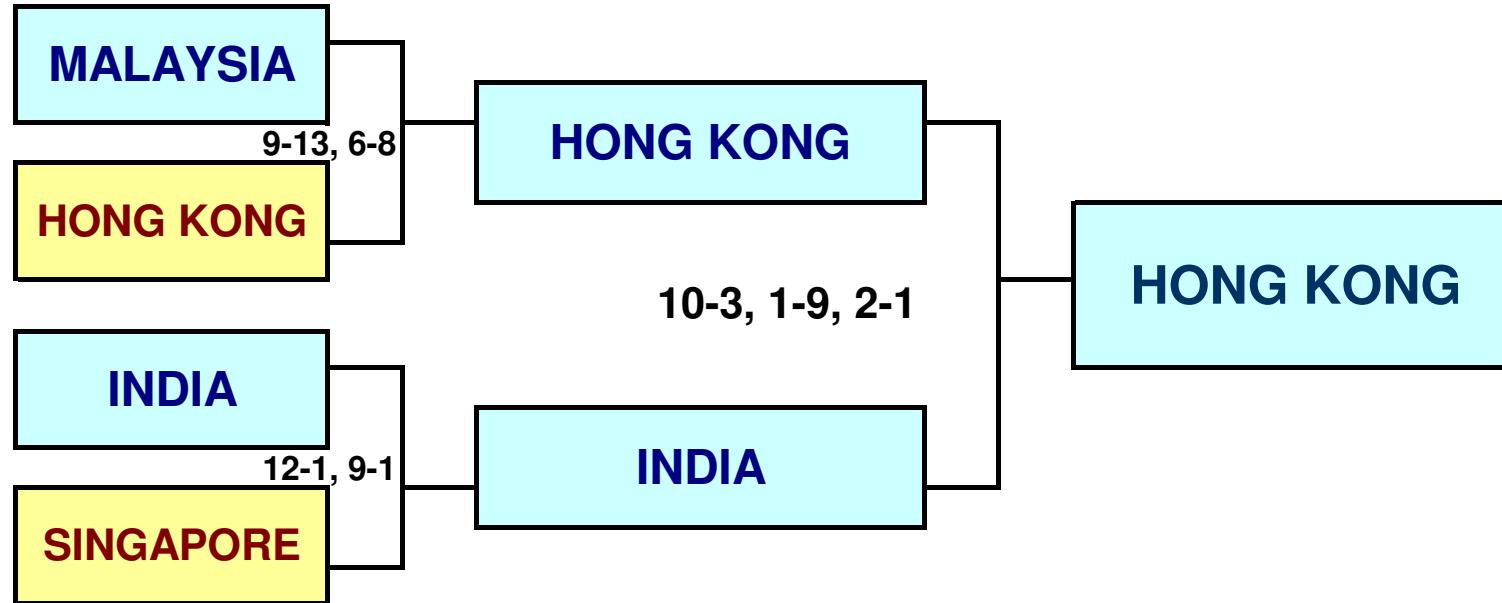 MALAYSIA
9-13, 6-8
HONG KONG
HONG KONG
10-3, 1-9, 2-1
HONG KONG
INDIA
12-1, 9-1
SINGAPORE
INDIA